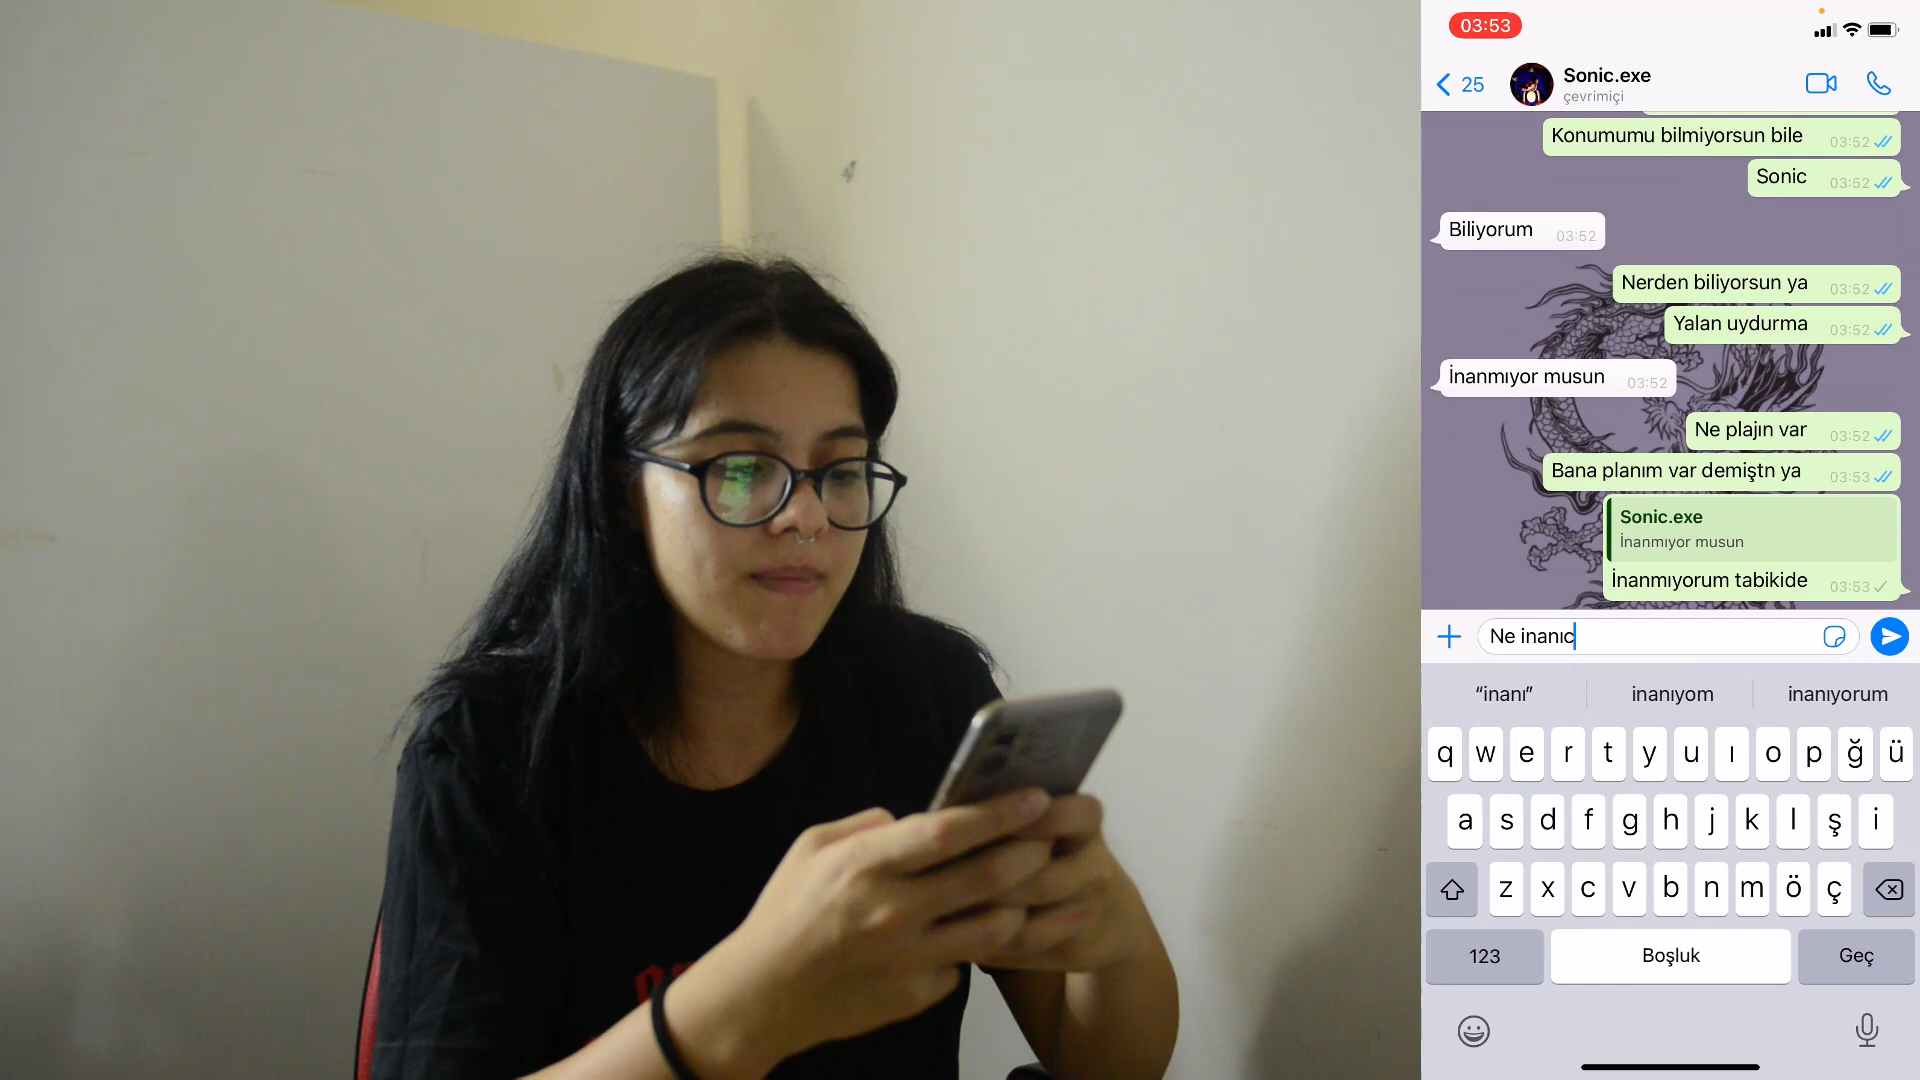 03:53
25
Sonic.exe
çevrimiçi
Konumumu bilmiyorsun bile 03:52
Sonic 03:52
Biliyorum 03:52
Nerden biliyorsun ya 03:52
Yalan uydurma 03:52
İnanmıyor musun 03:52
Ne plajın var 03:52
Bana planım var demiştn ya 03:53
Sonic.exe
İnanmıyor musun
İnanmıyorum tabikide 03:53
Ne inanıc
“inanı” inanıyom inanıyorum
q w e r t y u ı o p ğ ü
a s d f g h j k l ş i
z x c v b n m ö ç
123 Boşluk Geç